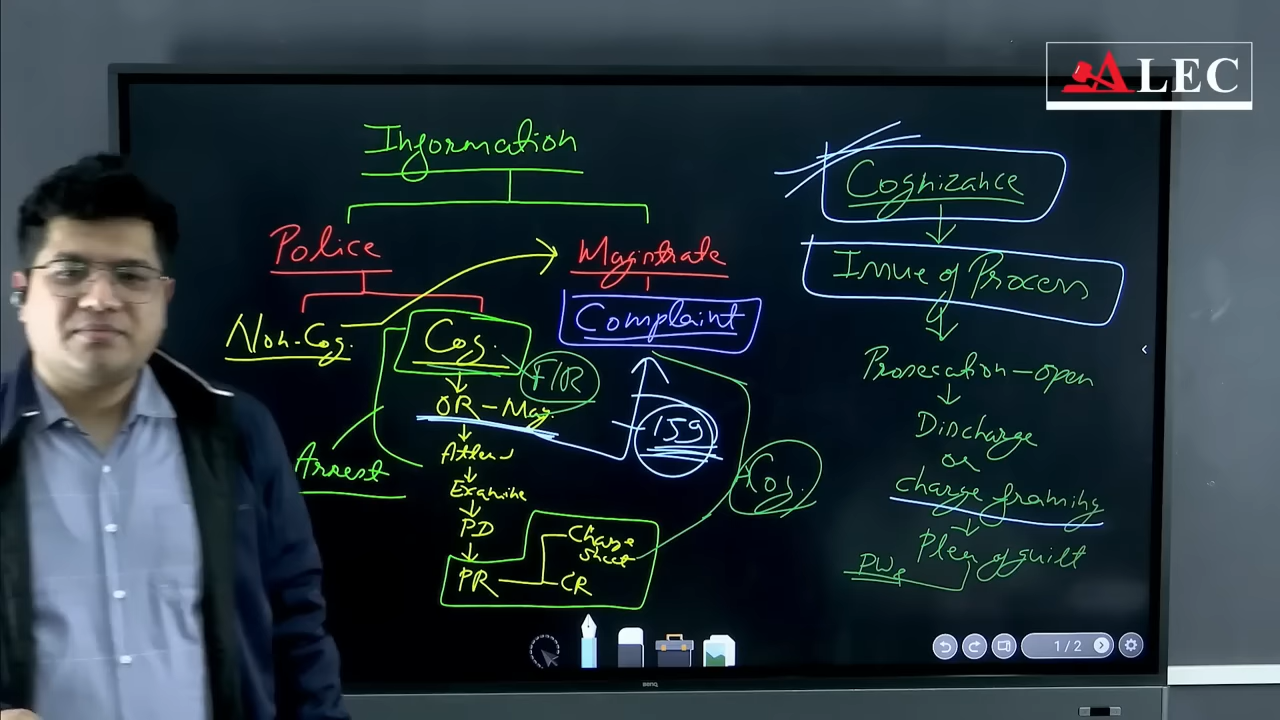 ALEC
Information
Police
Magistrate
Non-Cog.
Cog.
Complaint
FIR
OR-Mag.
159
Arrest
Examine
PD
Charge
Sheet
PR
CR
Cog.
Cognizance
Issue of Process
Prosecution-open
Discharge
or
charge framing
Plea of guilt
PWs
1/2
BenQ